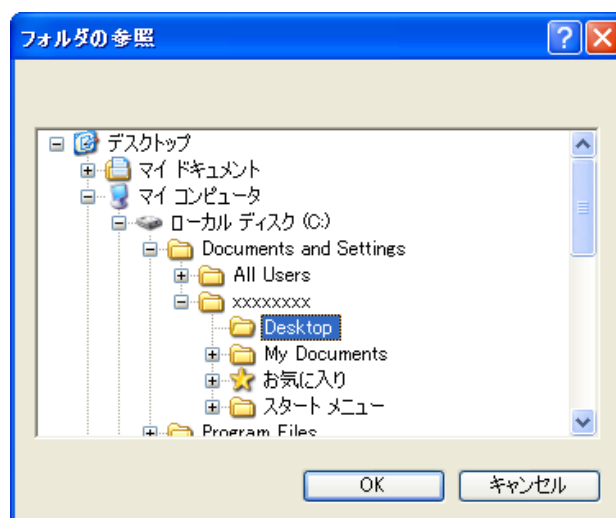 フォルダの参照
デスクトップ
マイ ドキュメント
マイ コンピュータ
ローカル ディスク (C:)
Documents and Settings
All Users
xxxxxxxx
Desktop
My Documents
お気に入り
スタート メニュー
Program Files
OK
キャンセル